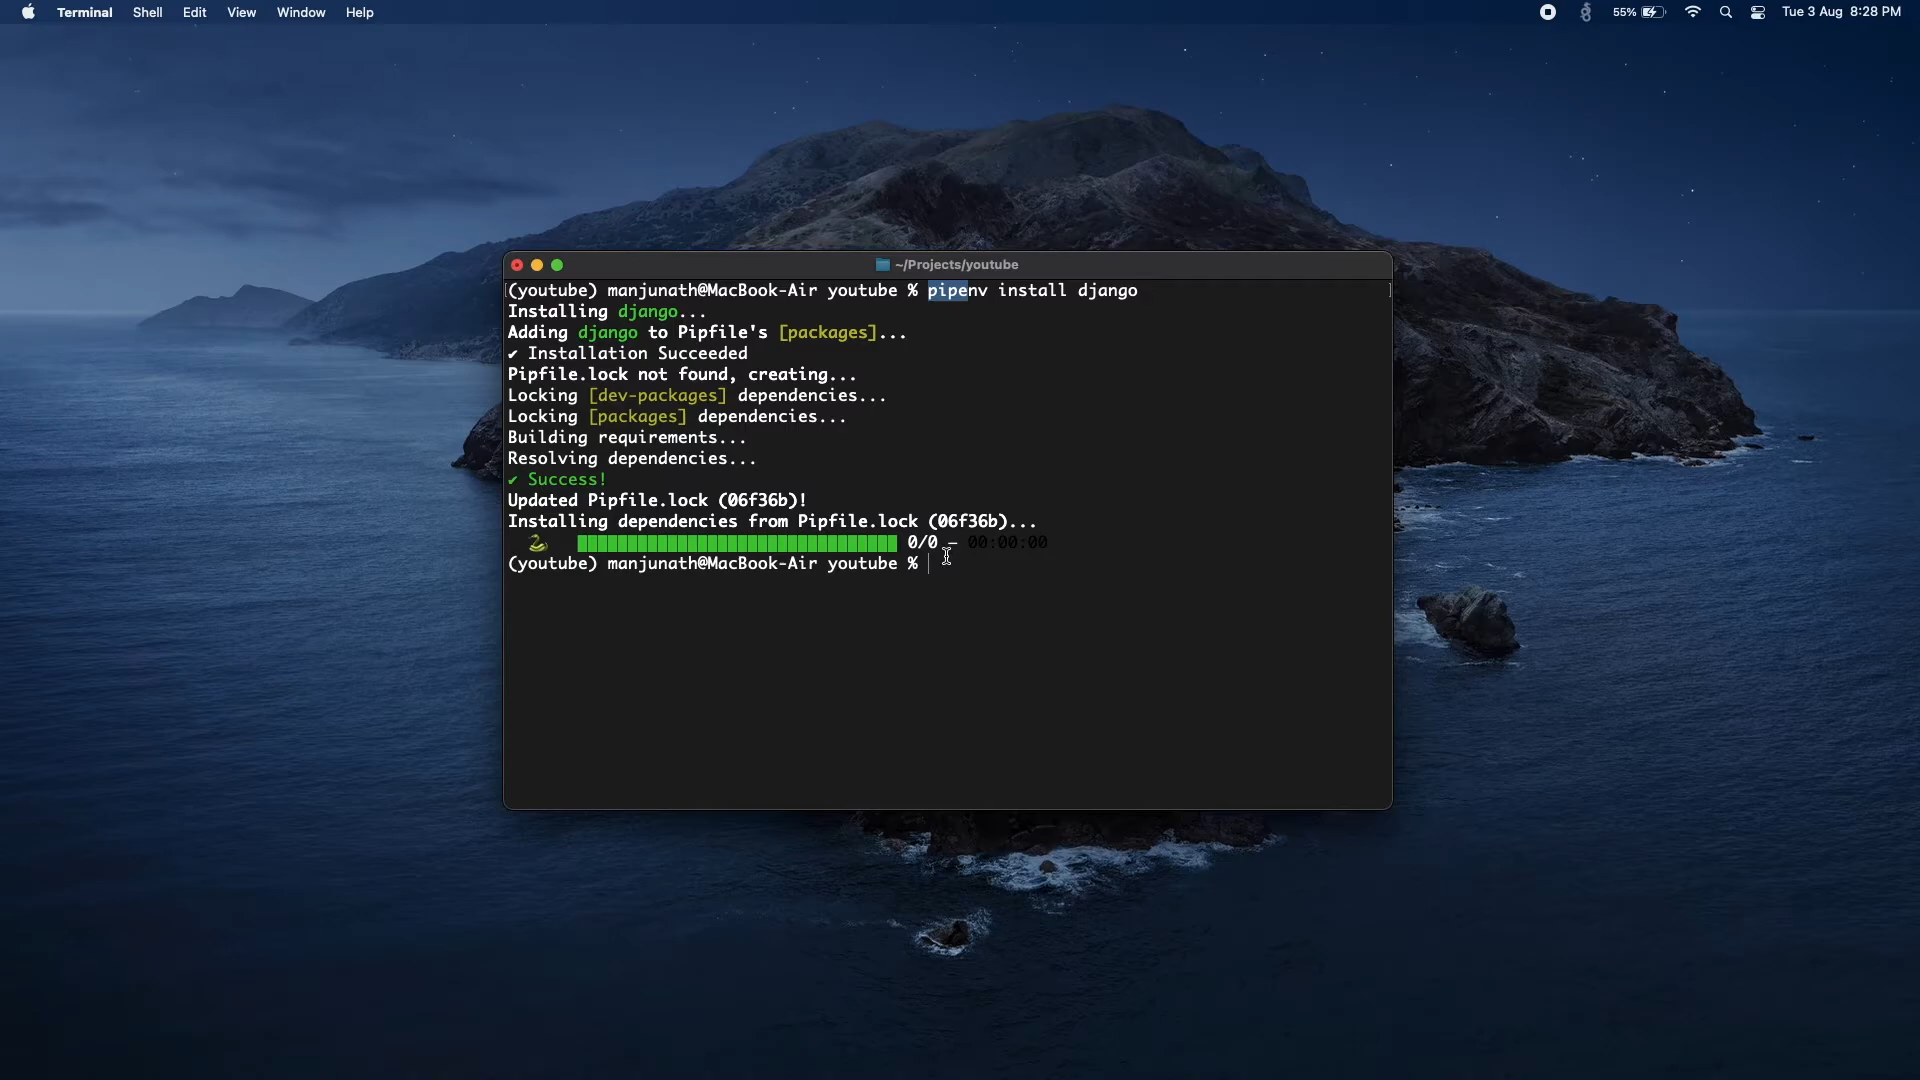 Terminal Shell Edit View Window Help 55% Tue 3 Aug 8:28 PM
~/Projects/youtube
(youtube) manjunath@MacBook-Air youtube % pipenv install django
Installing django...
Adding django to Pipfile's [packages]...
✔ Installation Succeeded
Pipfile.lock not found, creating...
Locking [dev-packages] dependencies...
Locking [packages] dependencies...
Building requirements...
Resolving dependencies...
✔ Success!
Updated Pipfile.lock (06f36b)!
Installing dependencies from Pipfile.lock (06f36b)...
0/0 — 00:00:00
(youtube) manjunath@MacBook-Air youtube %